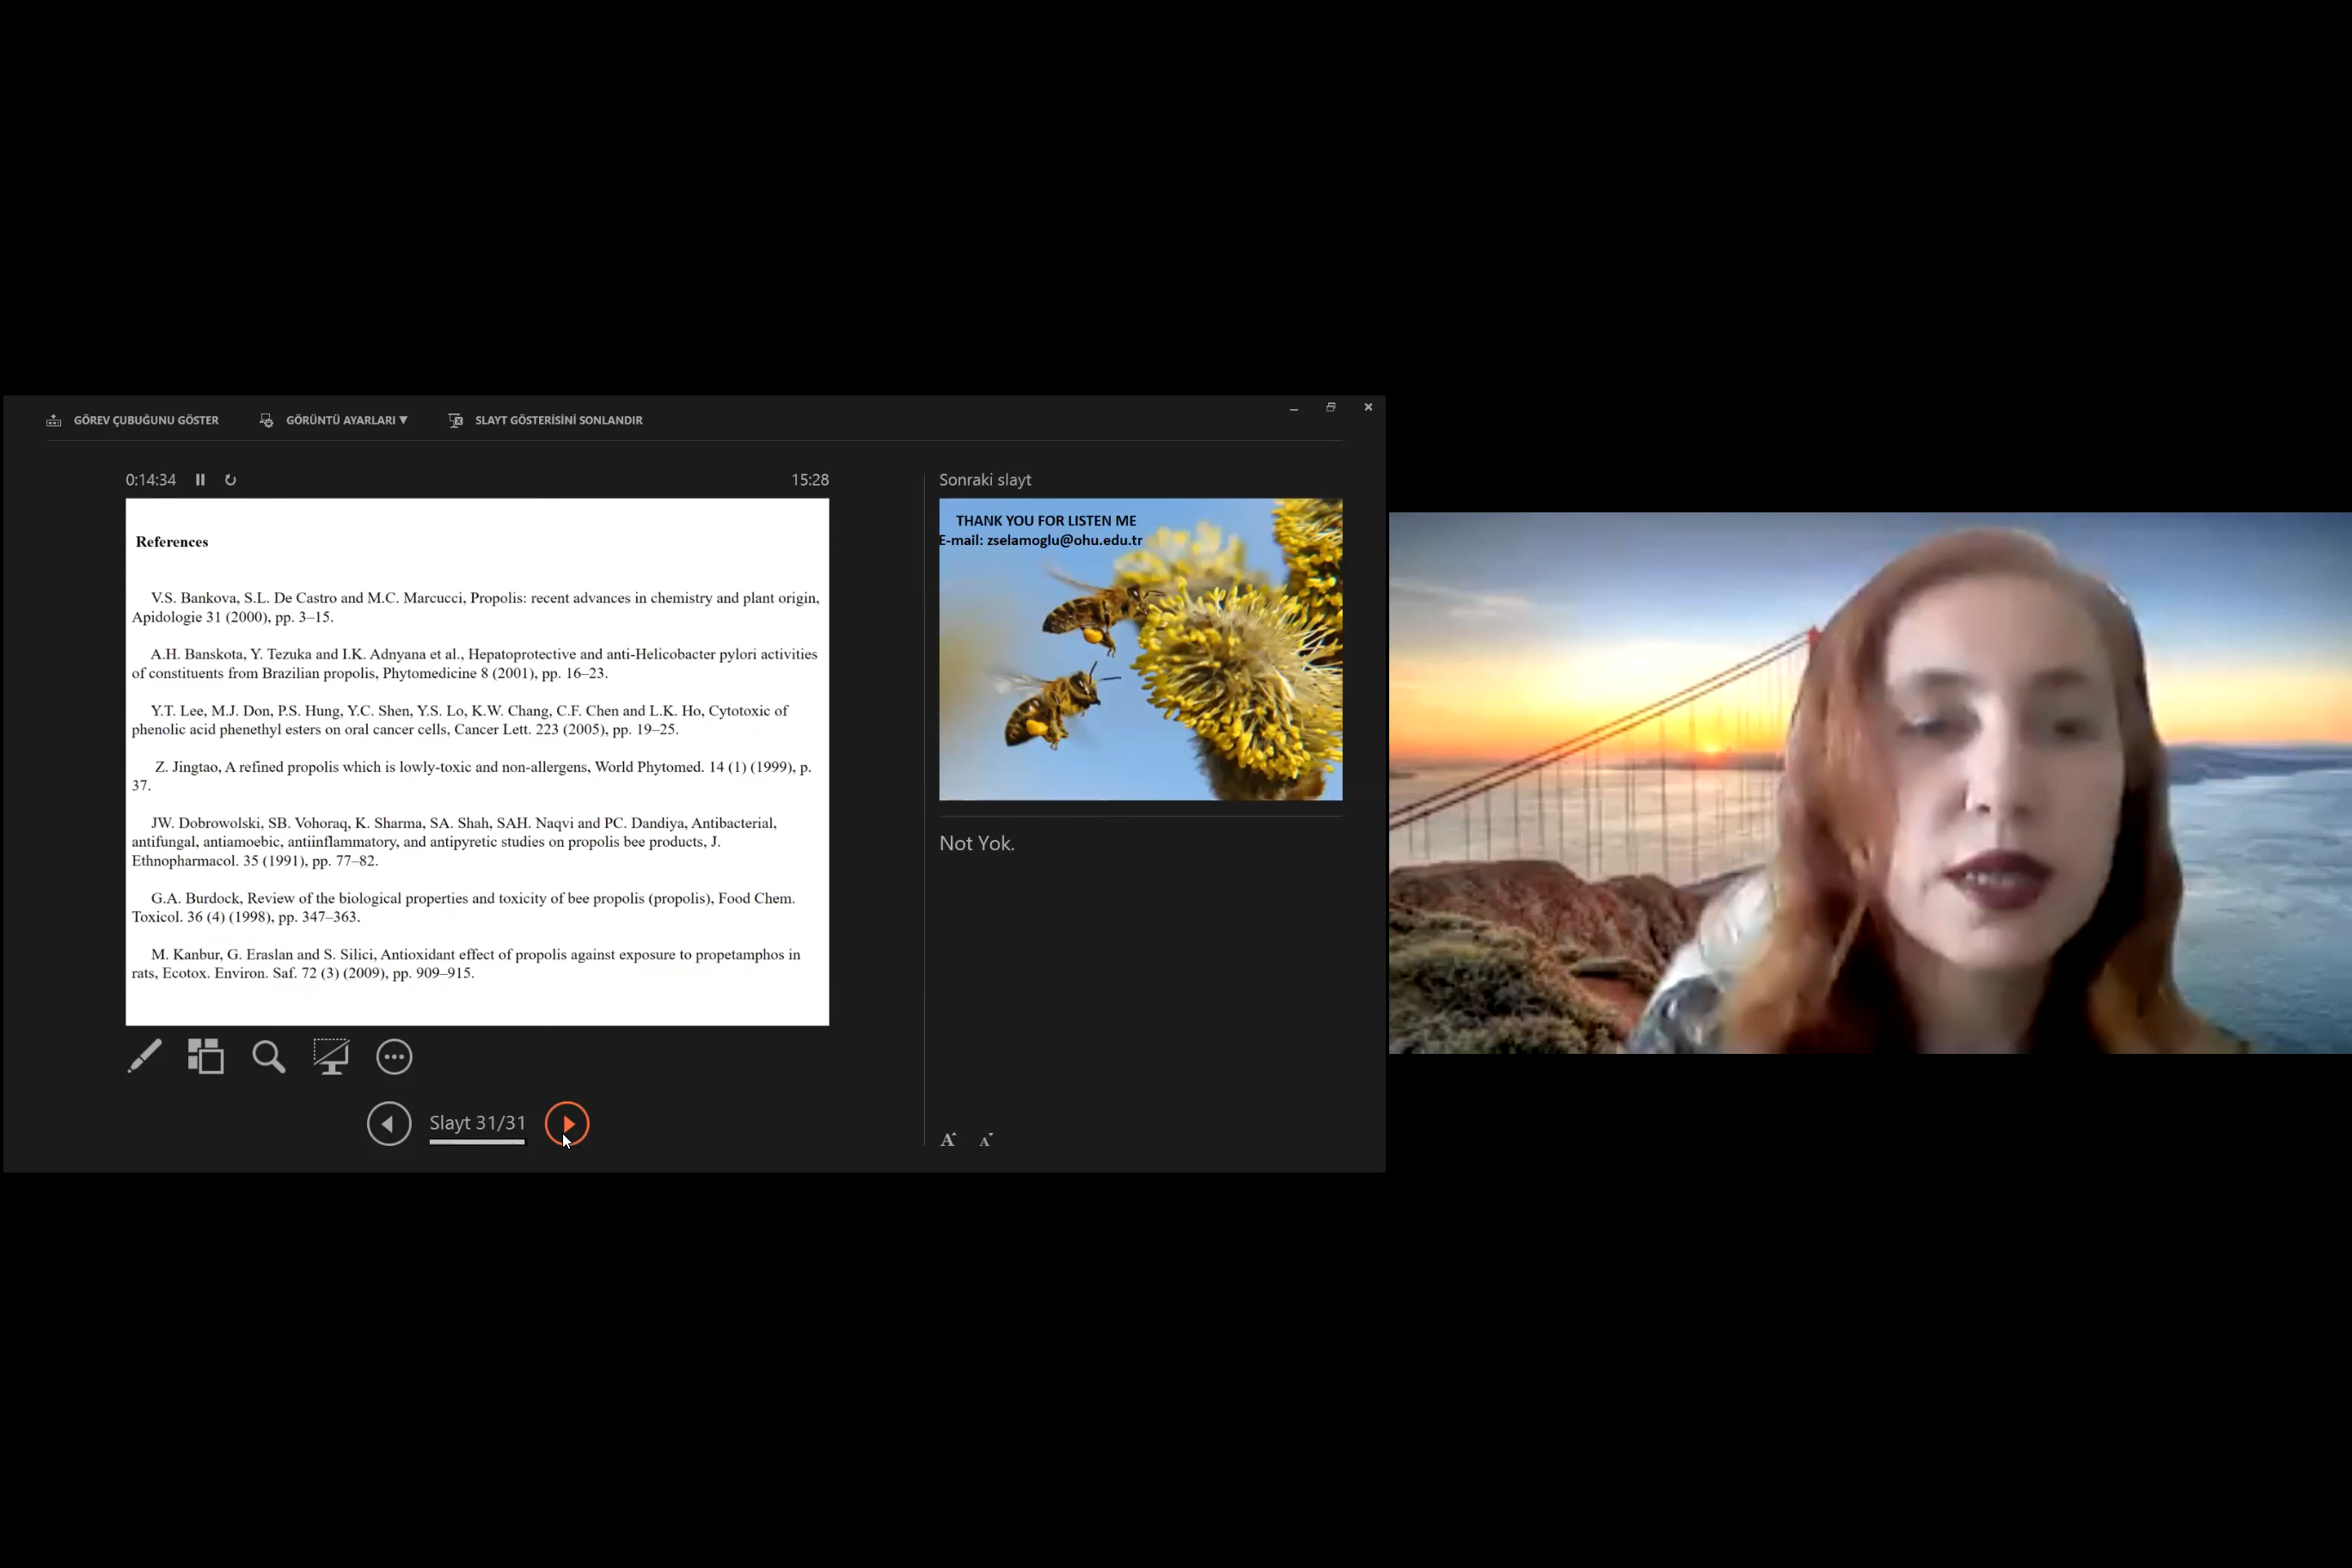 GÖREV ÇUBUĞUNU GÖSTER
GÖRÜNTÜ AYARLARI ▼
SLAYT GÖSTERİSİNİ SONLANDIR
0:14:34
15:28
References
V.S. Bankova, S.L. De Castro and M.C. Marcucci, Propolis: recent advances in chemistry and plant origin,
Apidologie 31 (2000), pp. 3–15.
A.H. Banskota, Y. Tezuka and I.K. Adnyana et al., Hepatoprotective and anti-Helicobacter pylori activities
of constituents from Brazilian propolis, Phytomedicine 8 (2001), pp. 16–23.
Y.T. Lee, M.J. Don, P.S. Hung, Y.C. Shen, Y.S. Lo, K.W. Chang, C.F. Chen and L.K. Ho, Cytotoxic of
phenolic acid phenethyl esters on oral cancer cells, Cancer Lett. 223 (2005), pp. 19–25.
Z. Jingtao, A refined propolis which is lowly-toxic and non-allergens, World Phytomed. 14 (1) (1999), p.
37.
JW. Dobrowolski, SB. Vohoraq, K. Sharma, SA. Shah, SAH. Naqvi and PC. Dandiya, Antibacterial,
antifungal, antiamoebic, antiinflammatory, and antipyretic studies on propolis bee products, J.
Ethnopharmacol. 35 (1991), pp. 77–82.
G.A. Burdock, Review of the biological properties and toxicity of bee propolis (propolis), Food Chem.
Toxicol. 36 (4) (1998), pp. 347–363.
M. Kanbur, G. Eraslan and S. Silici, Antioxidant effect of propolis against exposure to propetamphos in
rats, Ecotox. Environ. Saf. 72 (3) (2009), pp. 909–915.
Slayt 31/31
Sonraki slayt
THANK YOU FOR LISTEN ME
E-mail: zselamoglu@ohu.edu.tr
Not Yok.
A A